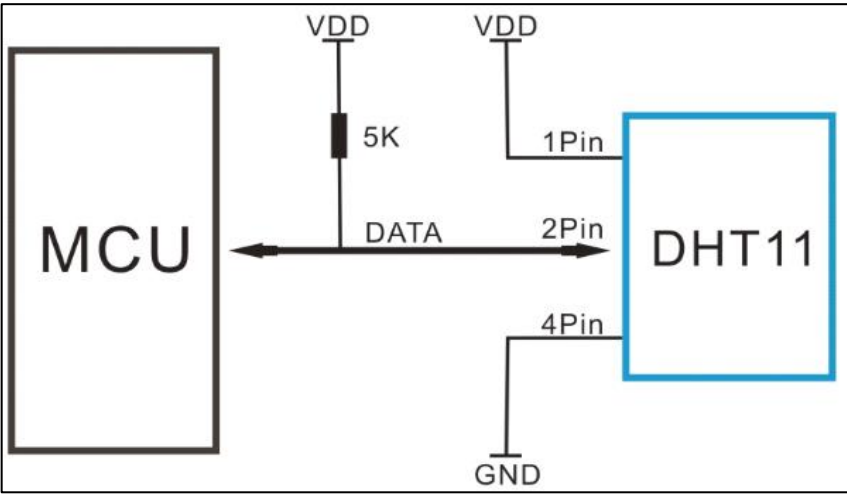 VDD
VDD
5K
1Pin
MCU
DATA
2Pin
DHT11
4Pin
GND